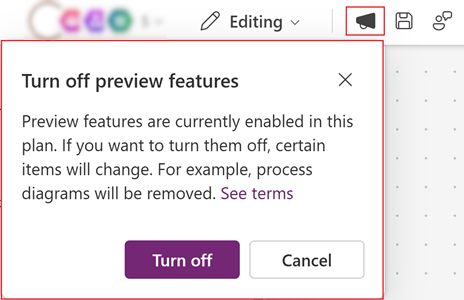 Editing
Turn off preview features
Preview features are currently enabled in this
plan. If you want to turn them off, certain
items will change. For example, process
diagrams will be removed. See terms
Turn off
Cancel